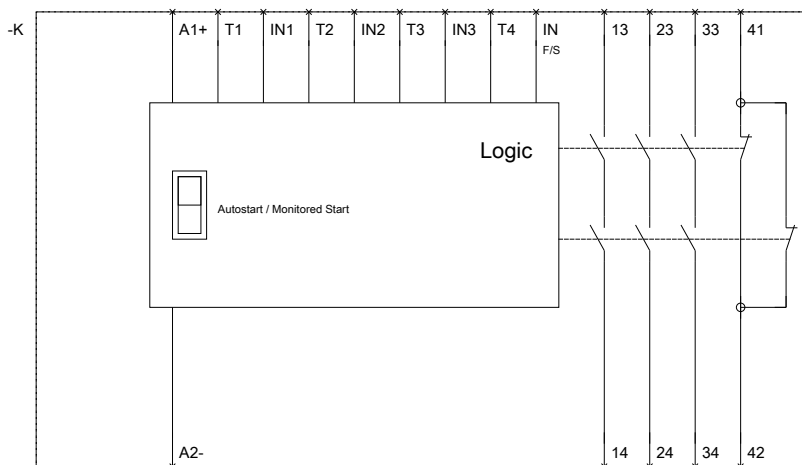 -K A1+ T1 IN1 T2 IN2 T3 IN3 T4 IN 13 23 33 41
F/S
Logic
Autostart / Monitored Start
A2- 14 24 34 42